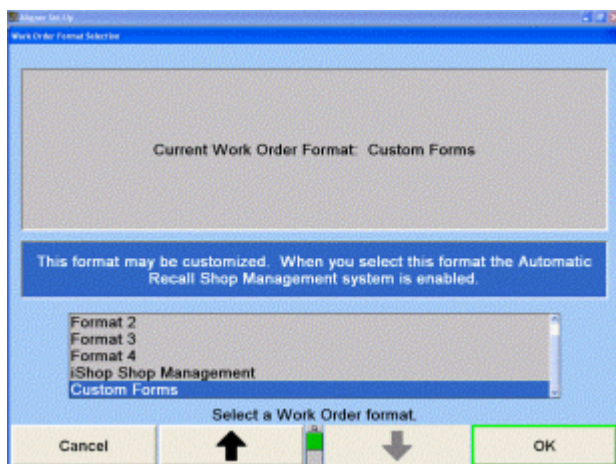 Aligner Set-Up
Work Order Format Selection
Current Work Order Format: Custom Forms
This format may be customized. When you select this format the Automatic
Recall Shop Management system is enabled.
Format 2
Format 3
Format 4
iShop Shop Management
Custom Forms
Select a Work Order format.
Cancel
OK